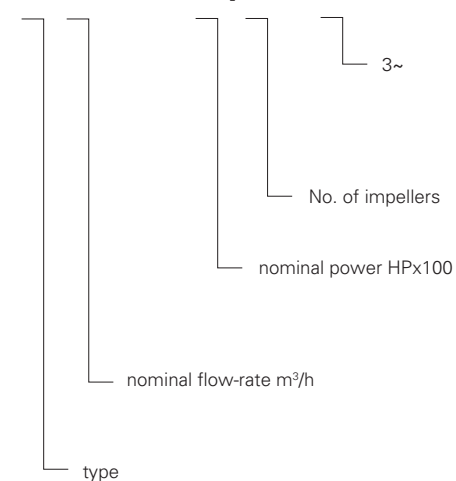 3~
No. of impellers
nominal power HPx100
nominal flow-rate m³/h
type